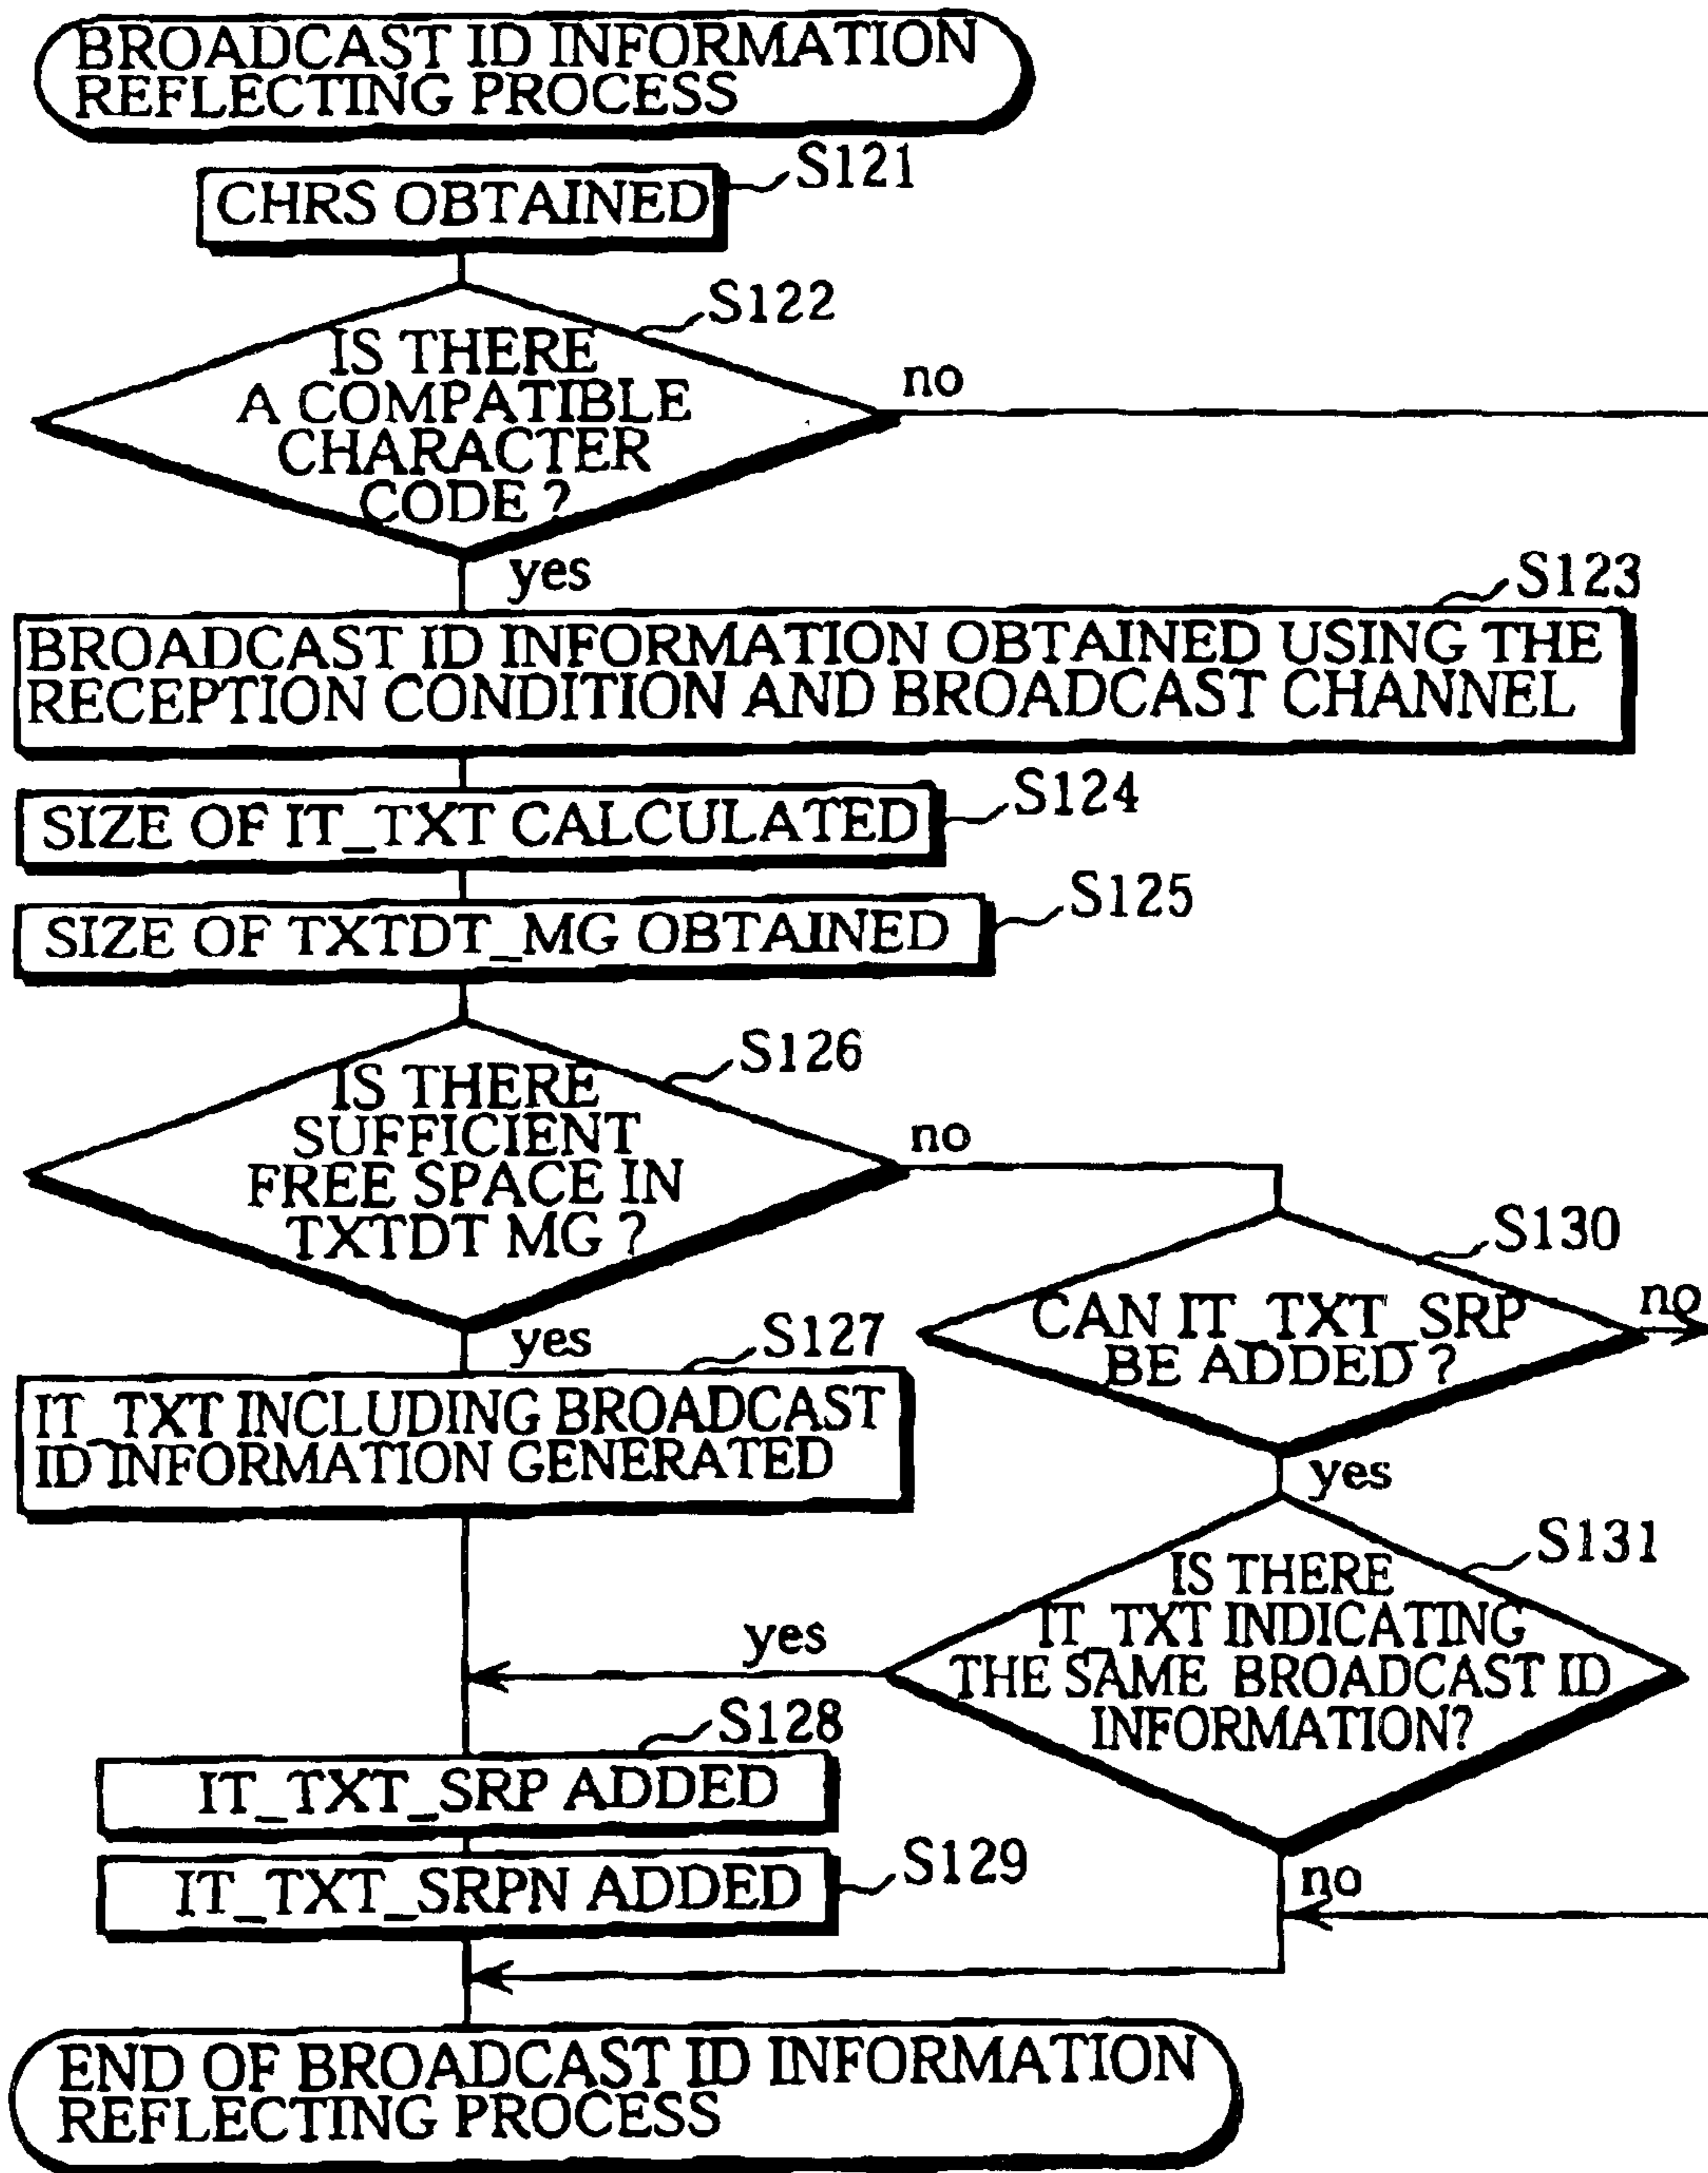 BROADCAST ID INFORMATION
REFLECTING PROCESS
S121
CHRS OBTAINED
S122
IS THERE
A COMPATIBLE
CHARACTER
CODE ?
no
yes
S123
BROADCAST ID INFORMATION OBTAINED USING THE
RECEPTION CONDITION AND BROADCAST CHANNEL
S124
SIZE OF IT_TXT CALCULATED
S125
SIZE OF TXTDT_MG OBTAINED
S126
IS THERE
SUFFICIENT
FREE SPACE IN
TXTDT MG ?
no
yes
S130
CAN IT_TXT_SRP
BE ADDED ?
no
yes
S127
IT_TXT INCLUDING BROADCAST
ID INFORMATION GENERATED
S131
IS THERE
IT_TXT INDICATING
THE SAME BROADCAST ID
INFORMATION?
yes
no
S128
IT_TXT_SRP ADDED
S129
IT_TXT_SRPN ADDED
END OF BROADCAST ID INFORMATION
REFLECTING PROCESS